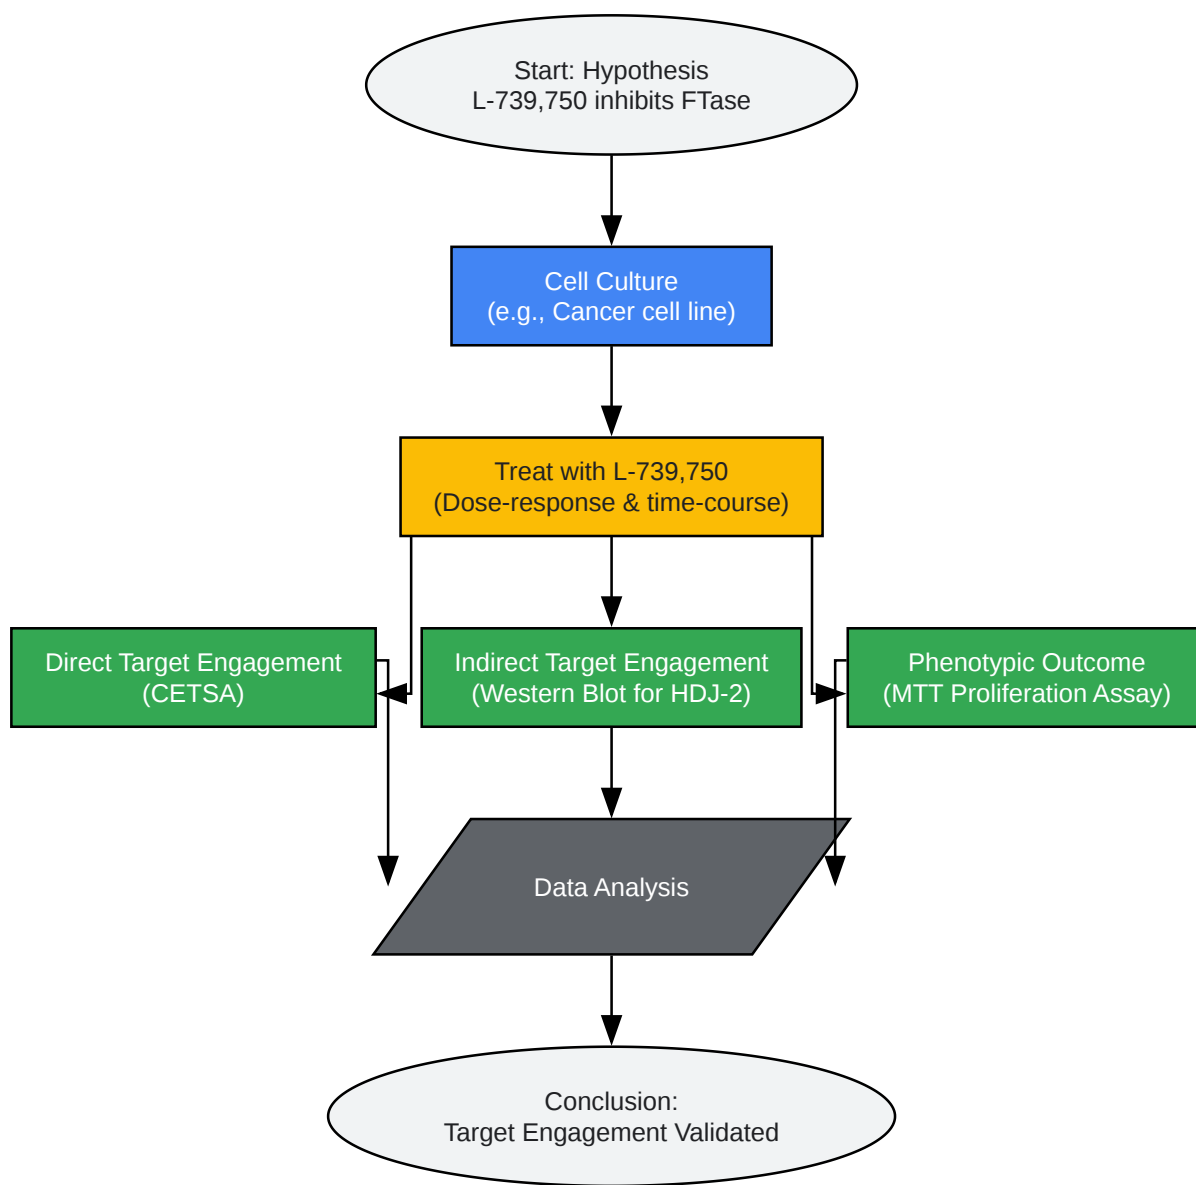 Start: Hypothesis
L-739,750 inhibits FTase
Cell Culture
(e.g., Cancer cell line)
Treat with L-739,750
(Dose-response & time-course)
Direct Target Engagement
(CETSA)
Indirect Target Engagement
(Western Blot for HDJ-2)
Phenotypic Outcome
(MTT Proliferation Assay)
Data Analysis
Conclusion:
Target Engagement Validated